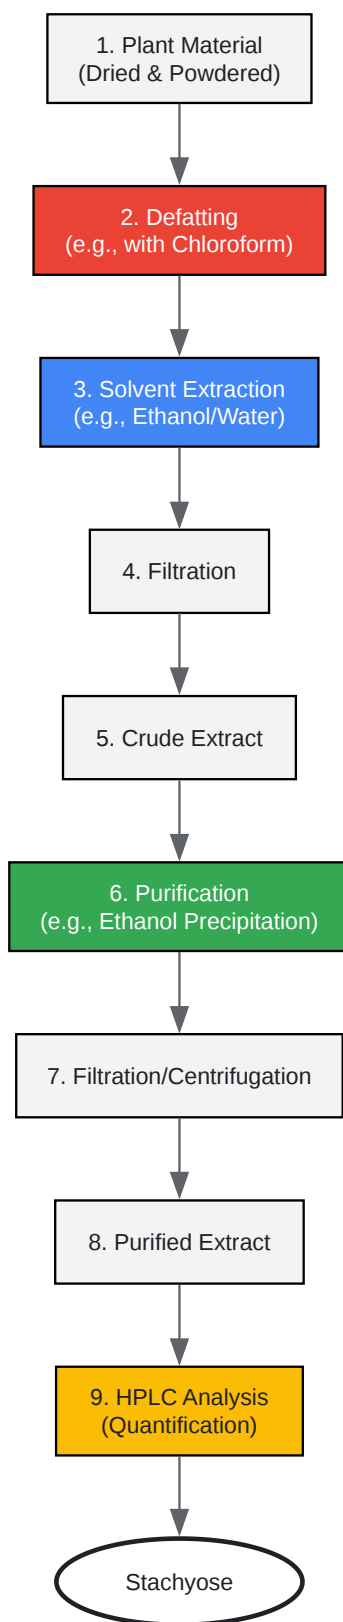 1. Plant Material
(Dried & Powdered)
2. Defatting
(e.g., with Chloroform)
3. Solvent Extraction
(e.g., Ethanol/Water)
4. Filtration
5. Crude Extract
6. Purification
(e.g., Ethanol Precipitation)
7. Filtration/Centrifugation
8. Purified Extract
9. HPLC Analysis
(Quantification)
Stachyose